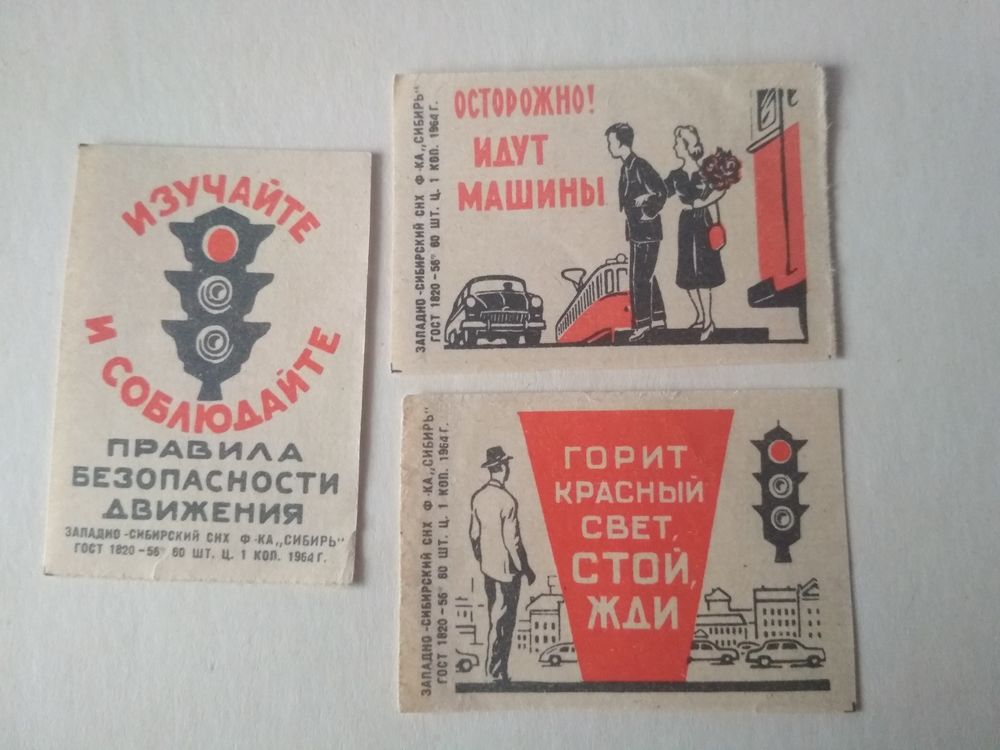 ИЗУЧАЙТЕ
И СОБЛЮДАЙТЕ
ПРАВИЛА
БЕЗОПАСНОСТИ
ДВИЖЕНИЯ
ЗАПАДНО-СИБИРСКИЙ СНХ Ф-КА „СИБИРЬ"
ГОСТ 1820-56* 60 ШТ. Ц. 1 КОП. 1964 Г.
ОСТОРОЖНО!
ИДУТ
МАШИНЫ
ЗАПАДНО-СИБИРСКИЙ СНХ Ф-КА „СИБИРЬ"
ГОСТ 1820-56* 60 ШТ. Ц. 1 КОП. 1964 Г.
ГОРИТ
КРАСНЫЙ
СВЕТ,
СТОЙ,
ЖДИ
ЗАПАДНО-СИБИРСКИЙ СНХ Ф-КА „СИБИРЬ"
ГОСТ 1820-56* 60 ШТ. Ц. 1 КОП. 1964 Г.